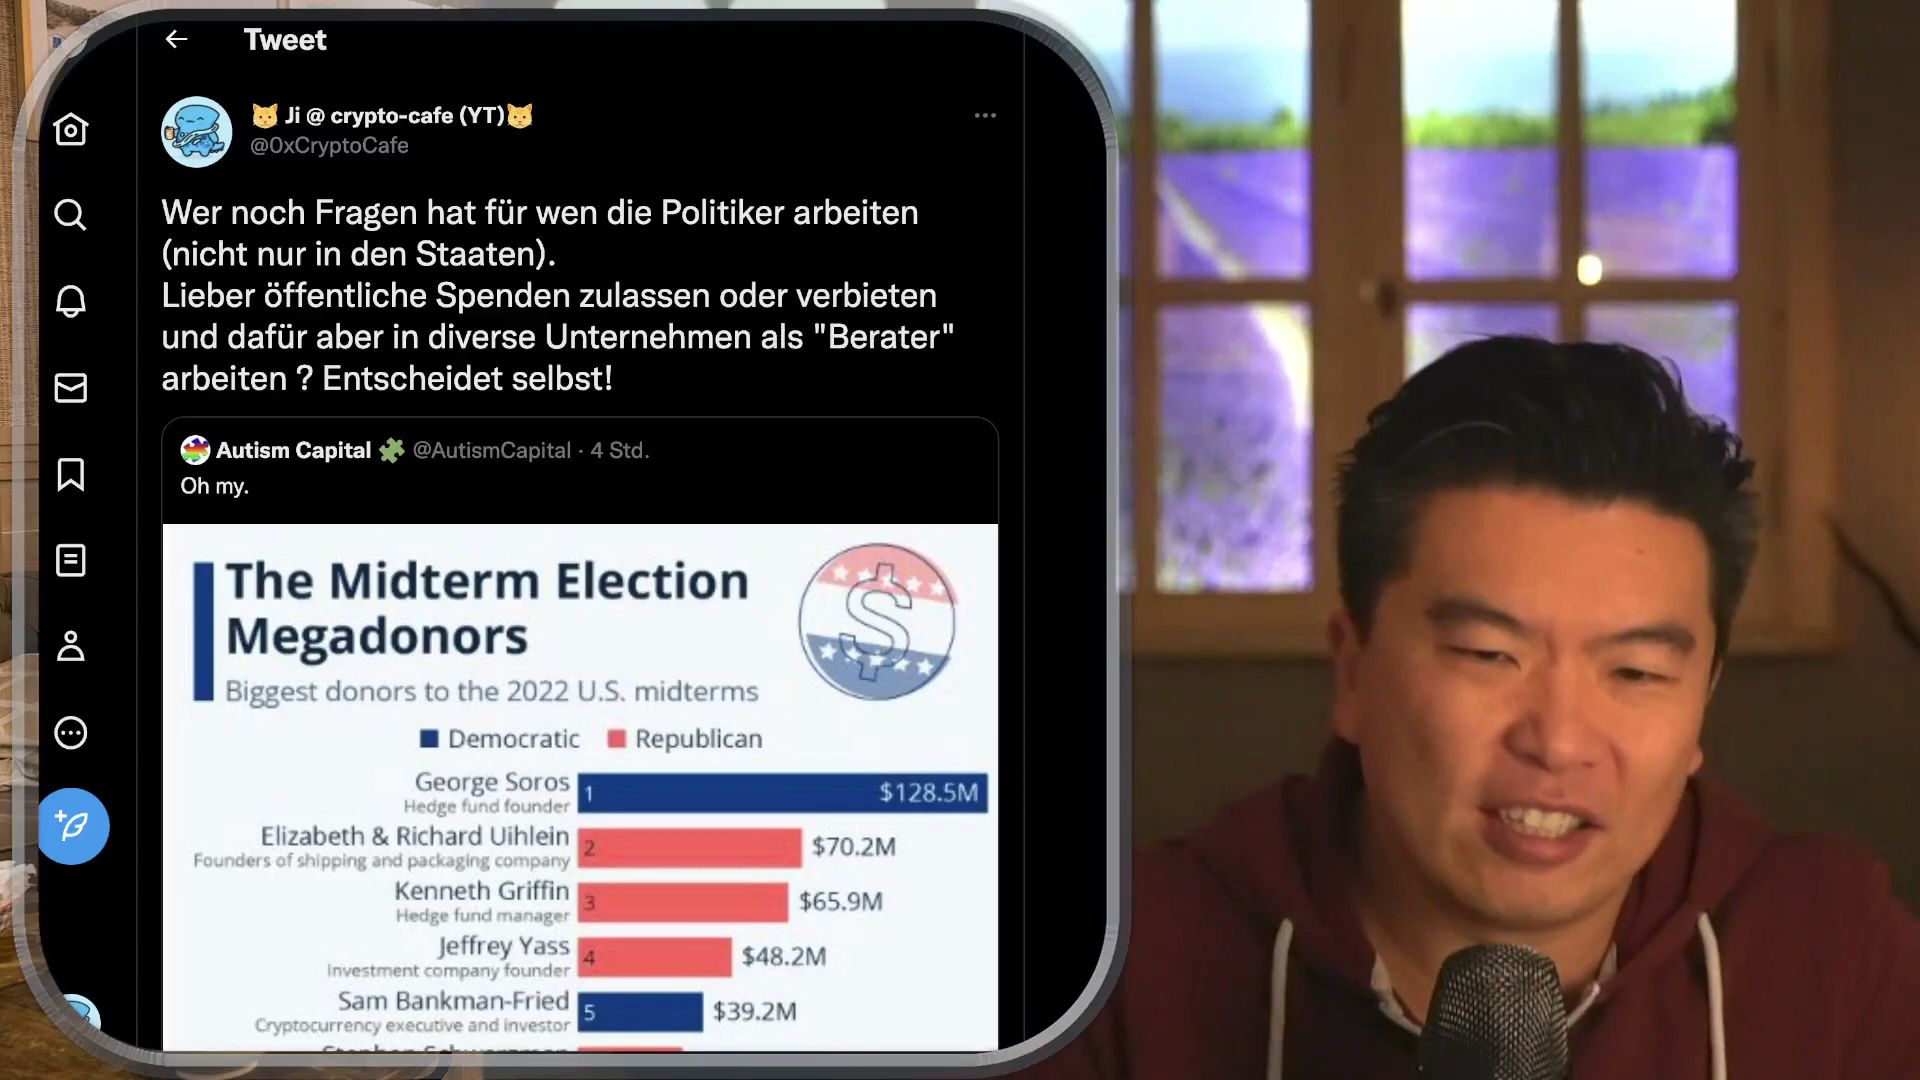 Tweet
Ji @ crypto-cafe (YT)
@0xCryptoCafe
Wer noch Fragen hat für wen die Politiker arbeiten
(nicht nur in den Staaten).
Lieber öffentliche Spenden zulassen oder verbieten
und dafür aber in diverse Unternehmen als "Berater"
arbeiten ? Entscheidet selbst!
Autism Capital @AutismCapital · 4 Std.
Oh my.
The Midterm Election
Megadonors
Biggest donors to the 2022 U.S. midterms
Democratic Republican
George Soros 1 $128.5M
Hedge fund founder
Elizabeth & Richard Uihlein 2 $70.2M
Founders of shipping and packaging company
Kenneth Griffin 3 $65.9M
Hedge fund manager
Jeffrey Yass 4 $48.2M
Investment company founder
Sam Bankman-Fried 5 $39.2M
Cryptocurrency executive and investor